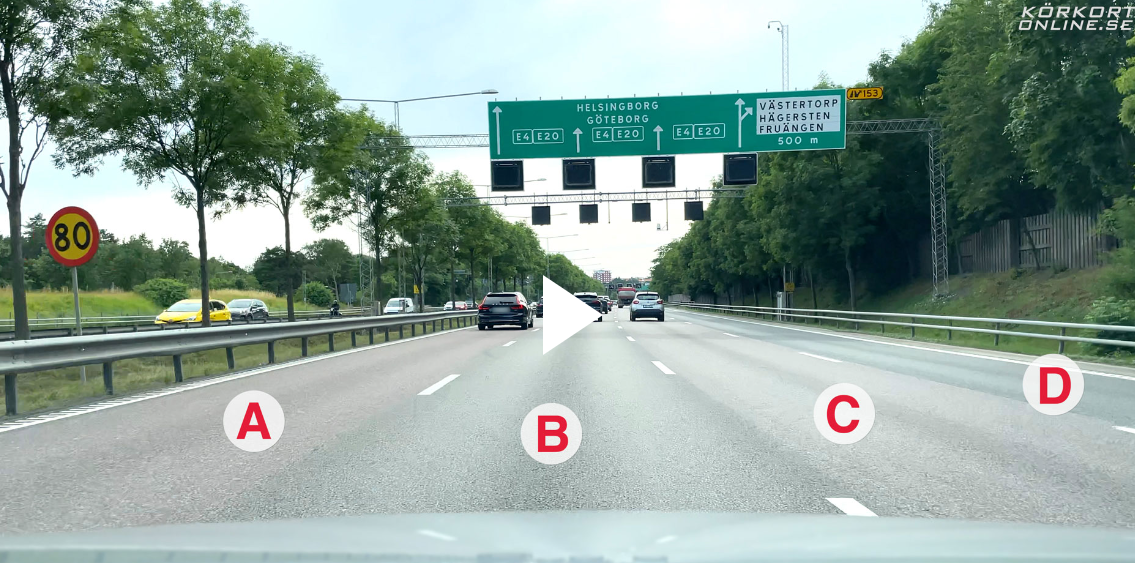 KÖRKORT
ONLINE.SE
HELSINGBORG
GÖTEBORG
E4 E20
E4 E20
E4 E20
VÄSTERTORP
HÄGERSTEN
FRUÄNGEN
500 m
153
80
A
B
C
D